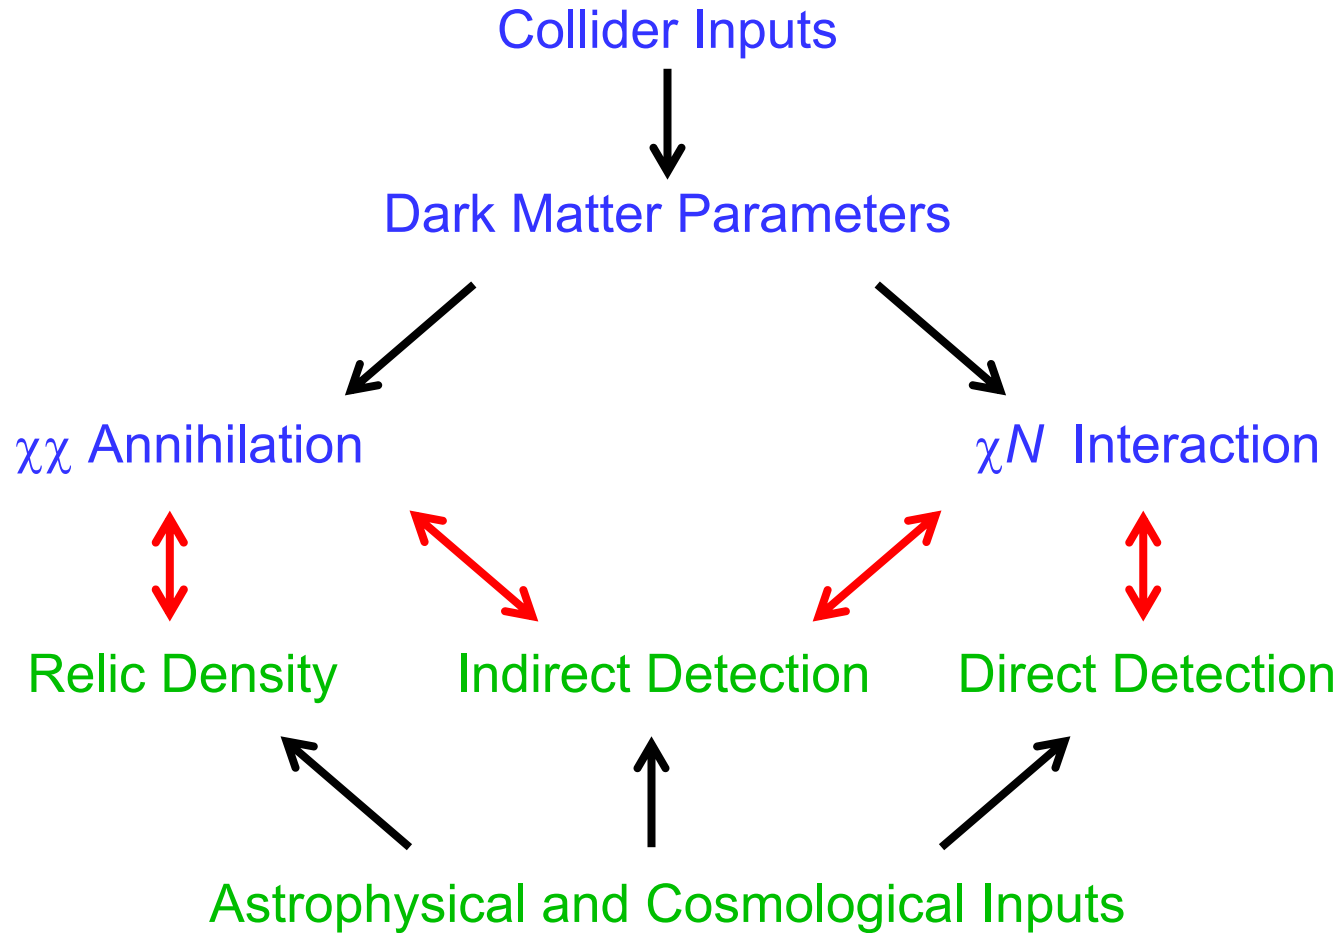 Collider Inputs
Dark Matter Parameters
χχ Annihilation
χN Interaction
Relic Density
Indirect Detection
Direct Detection
Astrophysical and Cosmological Inputs